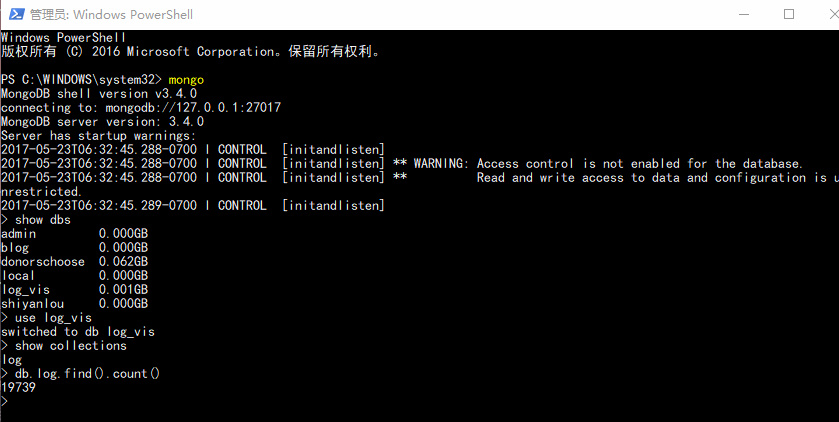 管理员: Windows PowerShell
Windows PowerShell
版权所有 (C) 2016 Microsoft Corporation。保留所有权利。
PS C:\WINDOWS\system32> mongo
MongoDB shell version v3.4.0
connecting to: mongodb://127.0.0.1:27017
MongoDB server version: 3.4.0
Server has startup warnings:
2017-05-23T06:32:45.288-0700 I CONTROL  [initandlisten]
2017-05-23T06:32:45.288-0700 I CONTROL  [initandlisten] ** WARNING: Access control is not enabled for the database.
2017-05-23T06:32:45.288-0700 I CONTROL  [initandlisten] **          Read and write access to data and configuration is u
nrestricted.
2017-05-23T06:32:45.289-0700 I CONTROL  [initandlisten]
> show dbs
admin         0.000GB
blog          0.000GB
donorschoose  0.062GB
local         0.000GB
log_vis       0.001GB
shiyanlou     0.000GB
> use log_vis
switched to db log_vis
> show collections
log
> db.log.find().count()
19739
>